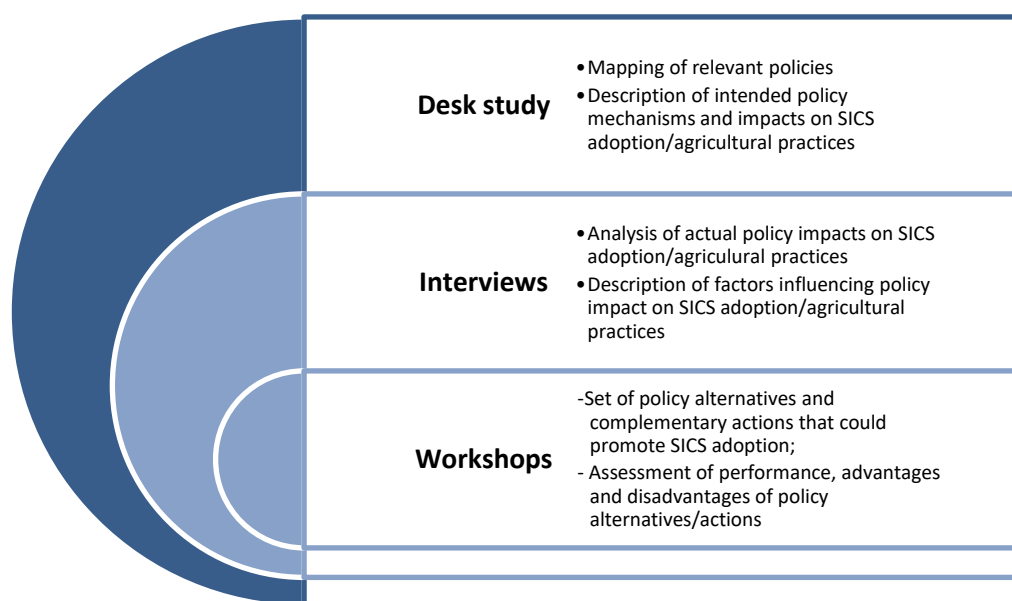 Desk study
•Mapping of relevant policies
•Description of intended policy
mechanisms and impacts on SICS
adoption/agricultural practices
Interviews
•Analysis of actual policy impacts on SICS
adoption/agriculural practices
•Description of factors influencing policy
impact on SICS adoption/agricultural
practices
Workshops
-Set of policy alternatives and
complementary actions that could
promote SICS adoption;
- Assessment of performance, advantages
and disadvantages of policy
alternatives/actions